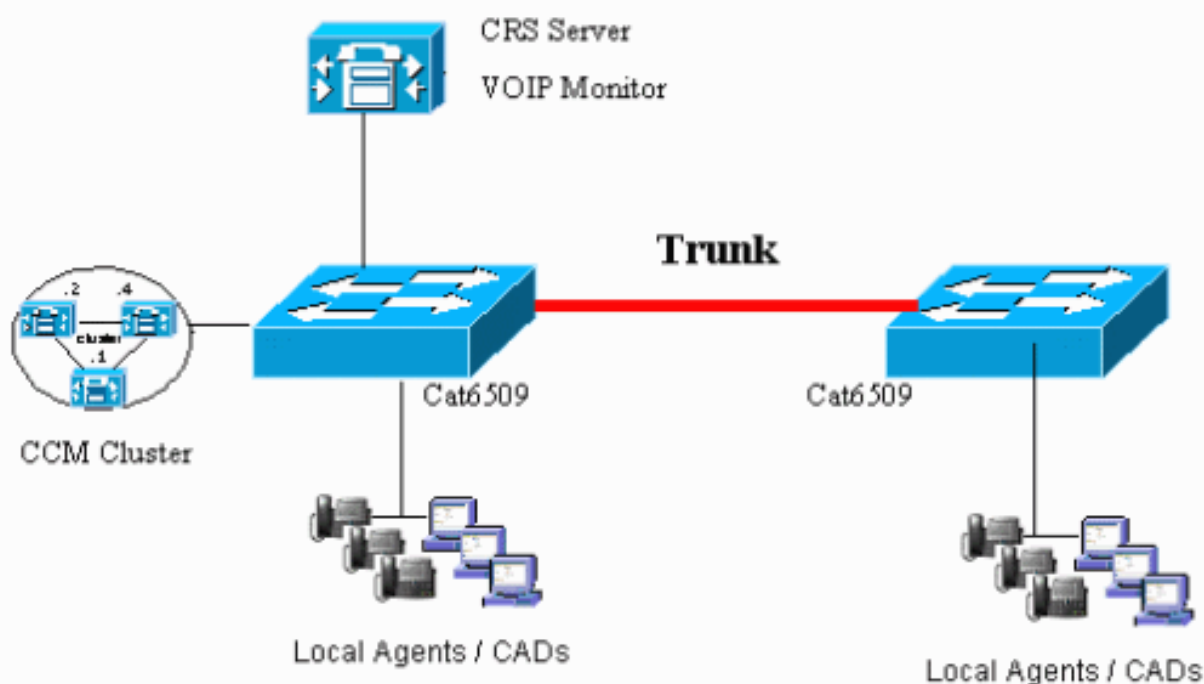 CRS Server
VOIP Monitor
Trunk
.2
.4
cluster
.1
Cat6509
Cat6509
CCM Cluster
Local Agents / CADs
Local Agents / CADs